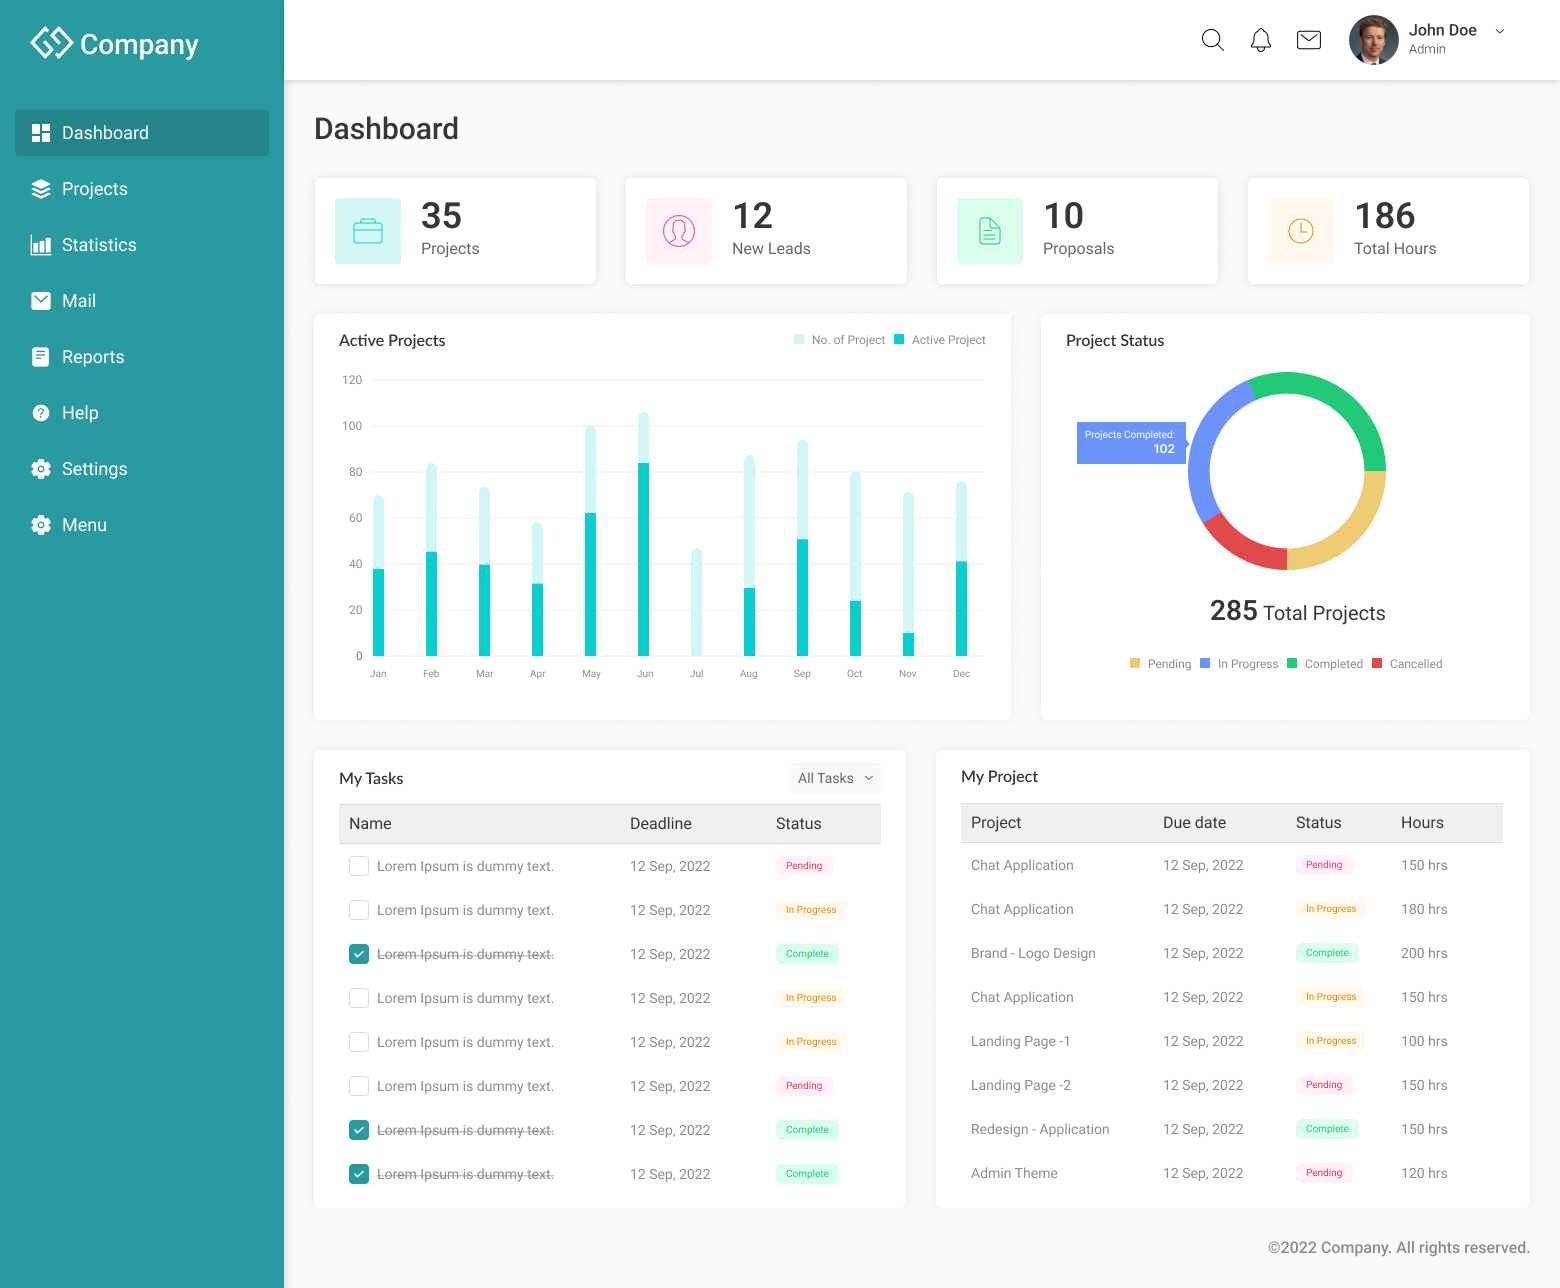 Company
Dashboard
Projects
Statistics
Mail
Reports
Help
Settings
Menu
John Doe
Admin
Dashboard
35
Projects
12
New Leads
10
Proposals
186
Total Hours
Active Projects
No. of Project Active Project
120
100
80
60
40
20
0
Jan Feb Mar Apr May Jun Jul Aug Sep Oct Nov Dec
Project Status
Projects Completed:
102
285 Total Projects
Pending In Progress Completed Cancelled
My Tasks All Tasks
Name Deadline Status
Lorem Ipsum is dummy text. 12 Sep, 2022 Pending
Lorem Ipsum is dummy text. 12 Sep, 2022 In Progress
Lorem Ipsum is dummy text. 12 Sep, 2022 Complete
Lorem Ipsum is dummy text. 12 Sep, 2022 In Progress
Lorem Ipsum is dummy text. 12 Sep, 2022 In Progress
Lorem Ipsum is dummy text. 12 Sep, 2022 Pending
Lorem Ipsum is dummy text. 12 Sep, 2022 Complete
Lorem Ipsum is dummy text. 12 Sep, 2022 Complete
My Project
Project Due date Status Hours
Chat Application 12 Sep, 2022 Pending 150 hrs
Chat Application 12 Sep, 2022 In Progress 180 hrs
Brand - Logo Design 12 Sep, 2022 Complete 200 hrs
Chat Application 12 Sep, 2022 In Progress 150 hrs
Landing Page -1 12 Sep, 2022 In Progress 100 hrs
Landing Page -2 12 Sep, 2022 Pending 150 hrs
Redesign - Application 12 Sep, 2022 Complete 150 hrs
Admin Theme 12 Sep, 2022 Pending 120 hrs
©2022 Company. All rights reserved.